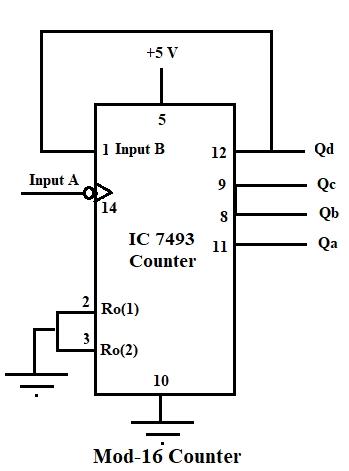 +5 V
5
1 Input B
12
Qd
Input A
14
9
Qc
8
Qb
IC 7493
Counter
11
Qa
2
Ro(1)
3
Ro(2)
10
Mod-16 Counter